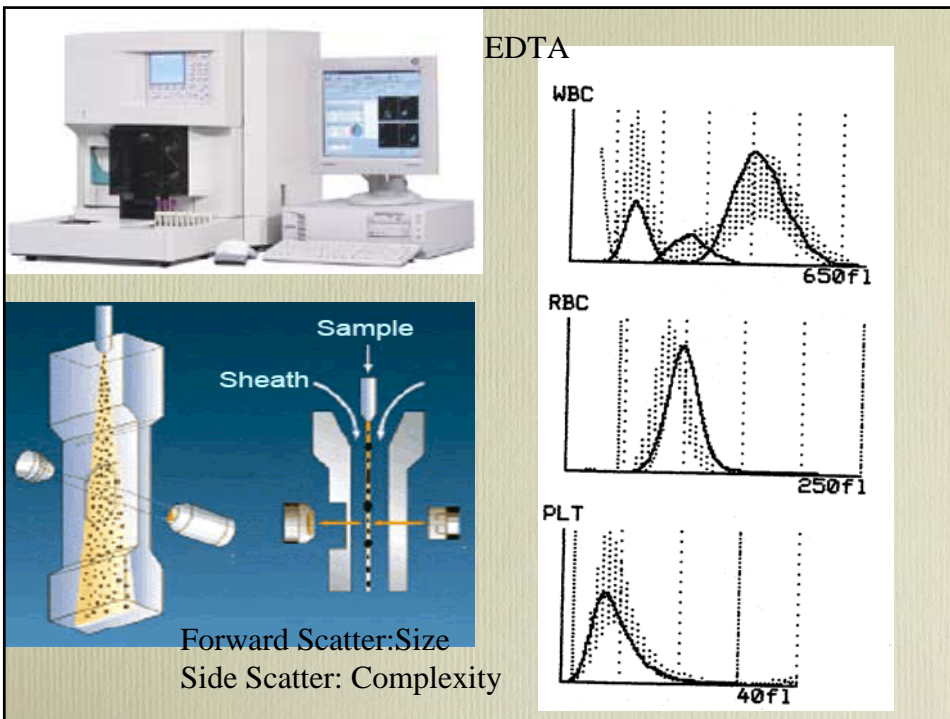 EDTA
WBC
650fl
RBC
250fl
PLT
40fl
Sample
Sheath
Forward Scatter:Size
Side Scatter: Complexity